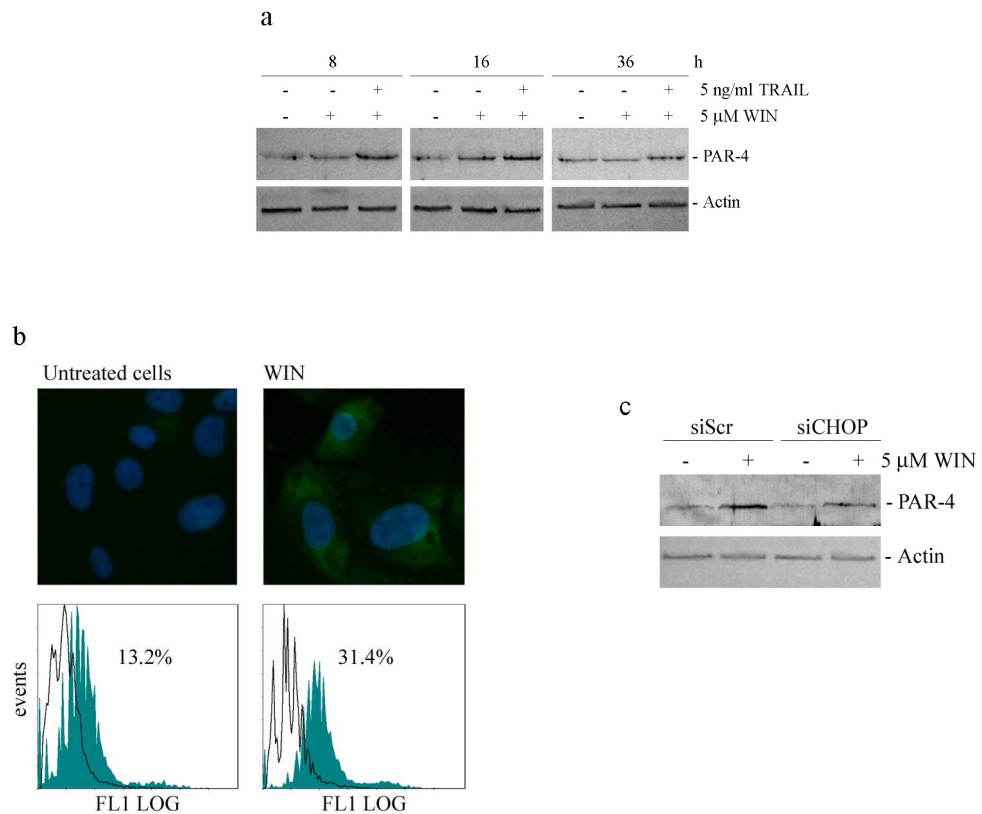 a
8 16 36 h
- - + - - + - - + 5 ng/ml TRAIL
- + + - + + - + + 5 μM WIN
- PAR-4
- Actin
b
Untreated cells WIN
13.2% 31.4%
events
FL1 LOG FL1 LOG
c
siScr siCHOP
- + - + 5 μM WIN
- PAR-4
- Actin